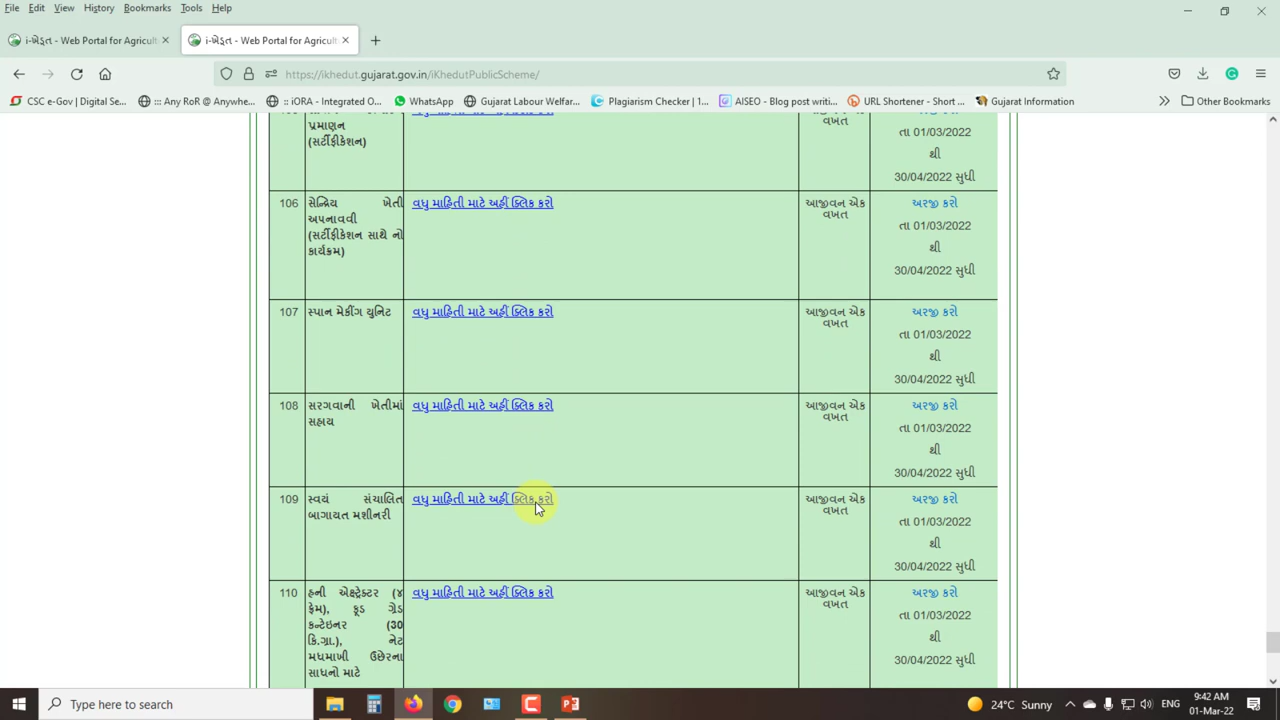 File Edit View History Bookmarks Tools Help
i-ખેડૂત - Web Portal for Agricult
i-ખેડૂત - Web Portal for Agricult
https://ikhedut.gujarat.gov.in/iKhedutPublicScheme/
CSC e-Gov | Digital Se... ::: Any RoR @ Anywhe... :: iORA - Integrated O... WhatsApp Gujarat Labour Welfar... Plagiarism Checker | 1... AISEO - Blog post writi... URL Shortener - Short ... Gujarat Information Other Bookmarks
પ્રમાણન
(સર્ટીફીકેશન)
વખત
તા 01/03/2022
થી
30/04/2022 સુધી
106
સેન્દ્રિય ખેતી
અપનાવવી
(સર્ટીફીકેશન સાથે નો
કાર્યક્રમ)
વધુ માહિતી માટે અહીં ક્લિક કરો
આજીવન એક
વખત
અરજી કરો
તા 01/03/2022
થી
30/04/2022 સુધી
107
સ્પાન મેકીંગ યુનિટ
વધુ માહિતી માટે અહીં ક્લિક કરો
આજીવન એક
વખત
અરજી કરો
તા 01/03/2022
થી
30/04/2022 સુધી
108
સરગવાની ખેતીમાં
સહાય
વધુ માહિતી માટે અહીં ક્લિક કરો
આજીવન એક
વખત
અરજી કરો
તા 01/03/2022
થી
30/04/2022 સુધી
109
સ્વયં સંચાલિત
બાગાયત મશીનરી
વધુ માહિતી માટે અહીં ક્લિક કરો
આજીવન એક
વખત
અરજી કરો
તા 01/03/2022
થી
30/04/2022 સુધી
110
હની એક્ષ્ટ્રેક્ટર (૪
ફ્રેમ), ફૂડ ગ્રેડ
કન્ટેઇનર (30
કિ.ગ્રા.), નેટ
મધમાખી ઉછેરના
સાધનો માટે
વધુ માહિતી માટે અહીં ક્લિક કરો
આજીવન એક
વખત
અરજી કરો
તા 01/03/2022
થી
30/04/2022 સુધી
Type here to search
24°C Sunny
ENG
9:42 AM
01-Mar-22